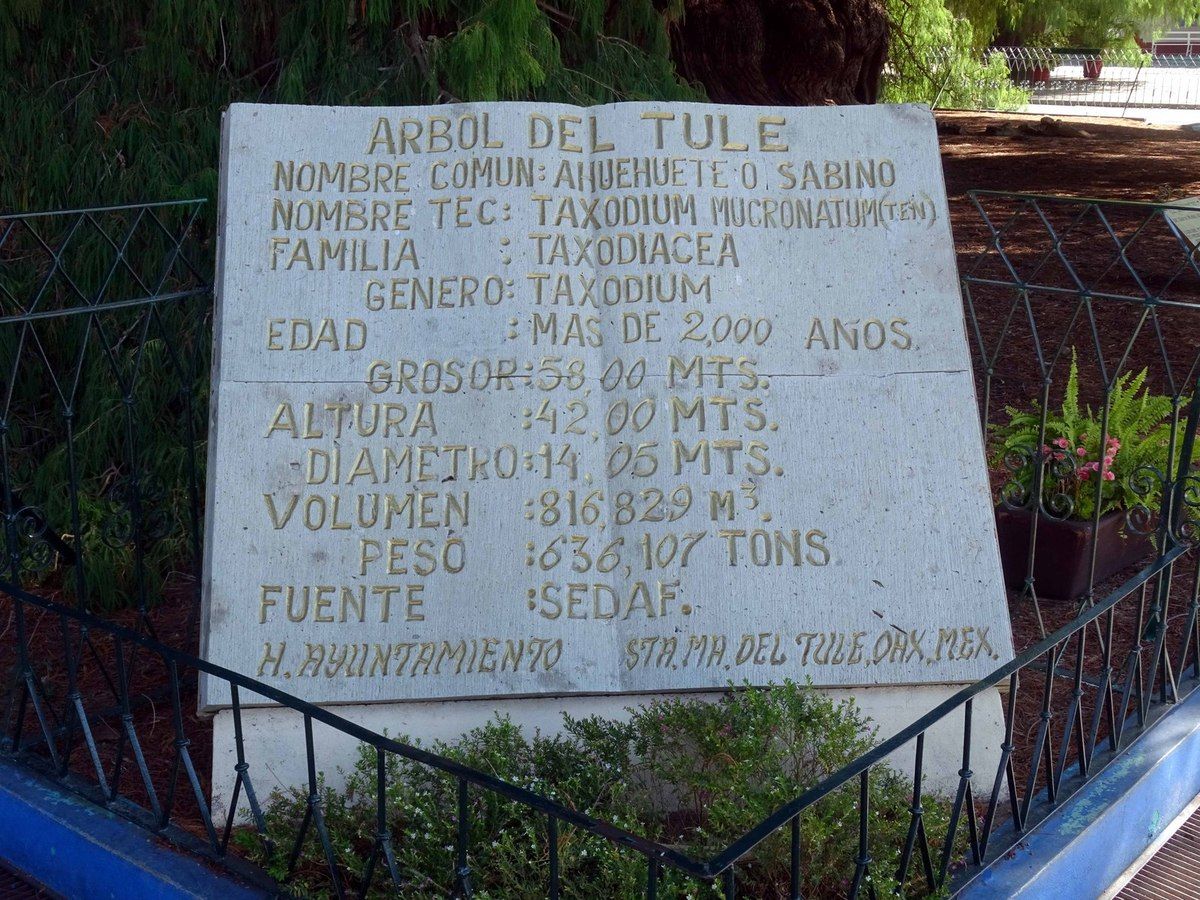 ARBOL DEL TULE
NOMBRE COMUN: AHUEHUETE O SABINO
NOMBRE TEC: TAXODIUM MUCRONATUM(TEN)
FAMILIA : TAXODIACEA
GENERO: TAXODIUM
EDAD : MAS DE 2,000 AÑOS.
GROSOR: 58,00 MTS.
ALTURA : 42,00 MTS.
DIAMETRO: 14,05 MTS.
VOLUMEN : 816,829 M³.
PESO : 636,107 TONS
FUENTE : SEDAF.
H. AYUNTAMIENTO STA. MA. DEL TULE, OAX, MEX.